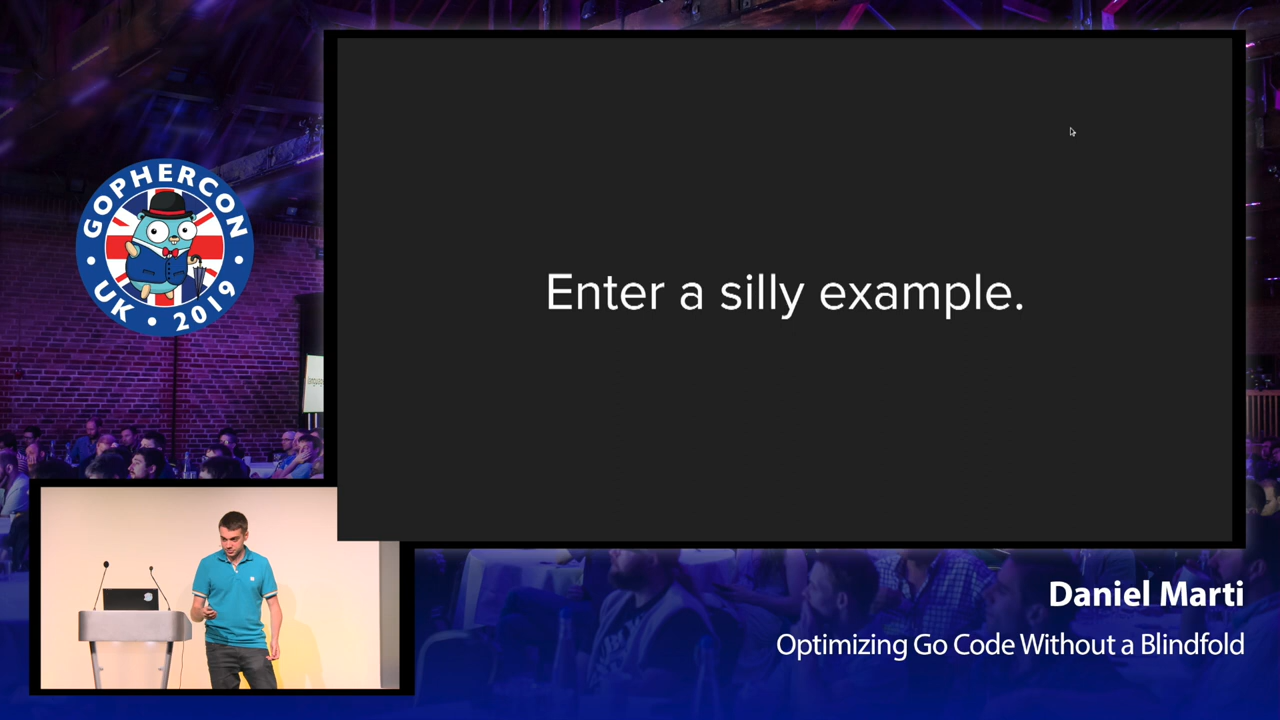 GOPHERCON
UK • 2019
Enter a silly example.
Daniel Marti
Optimizing Go Code Without a Blindfold